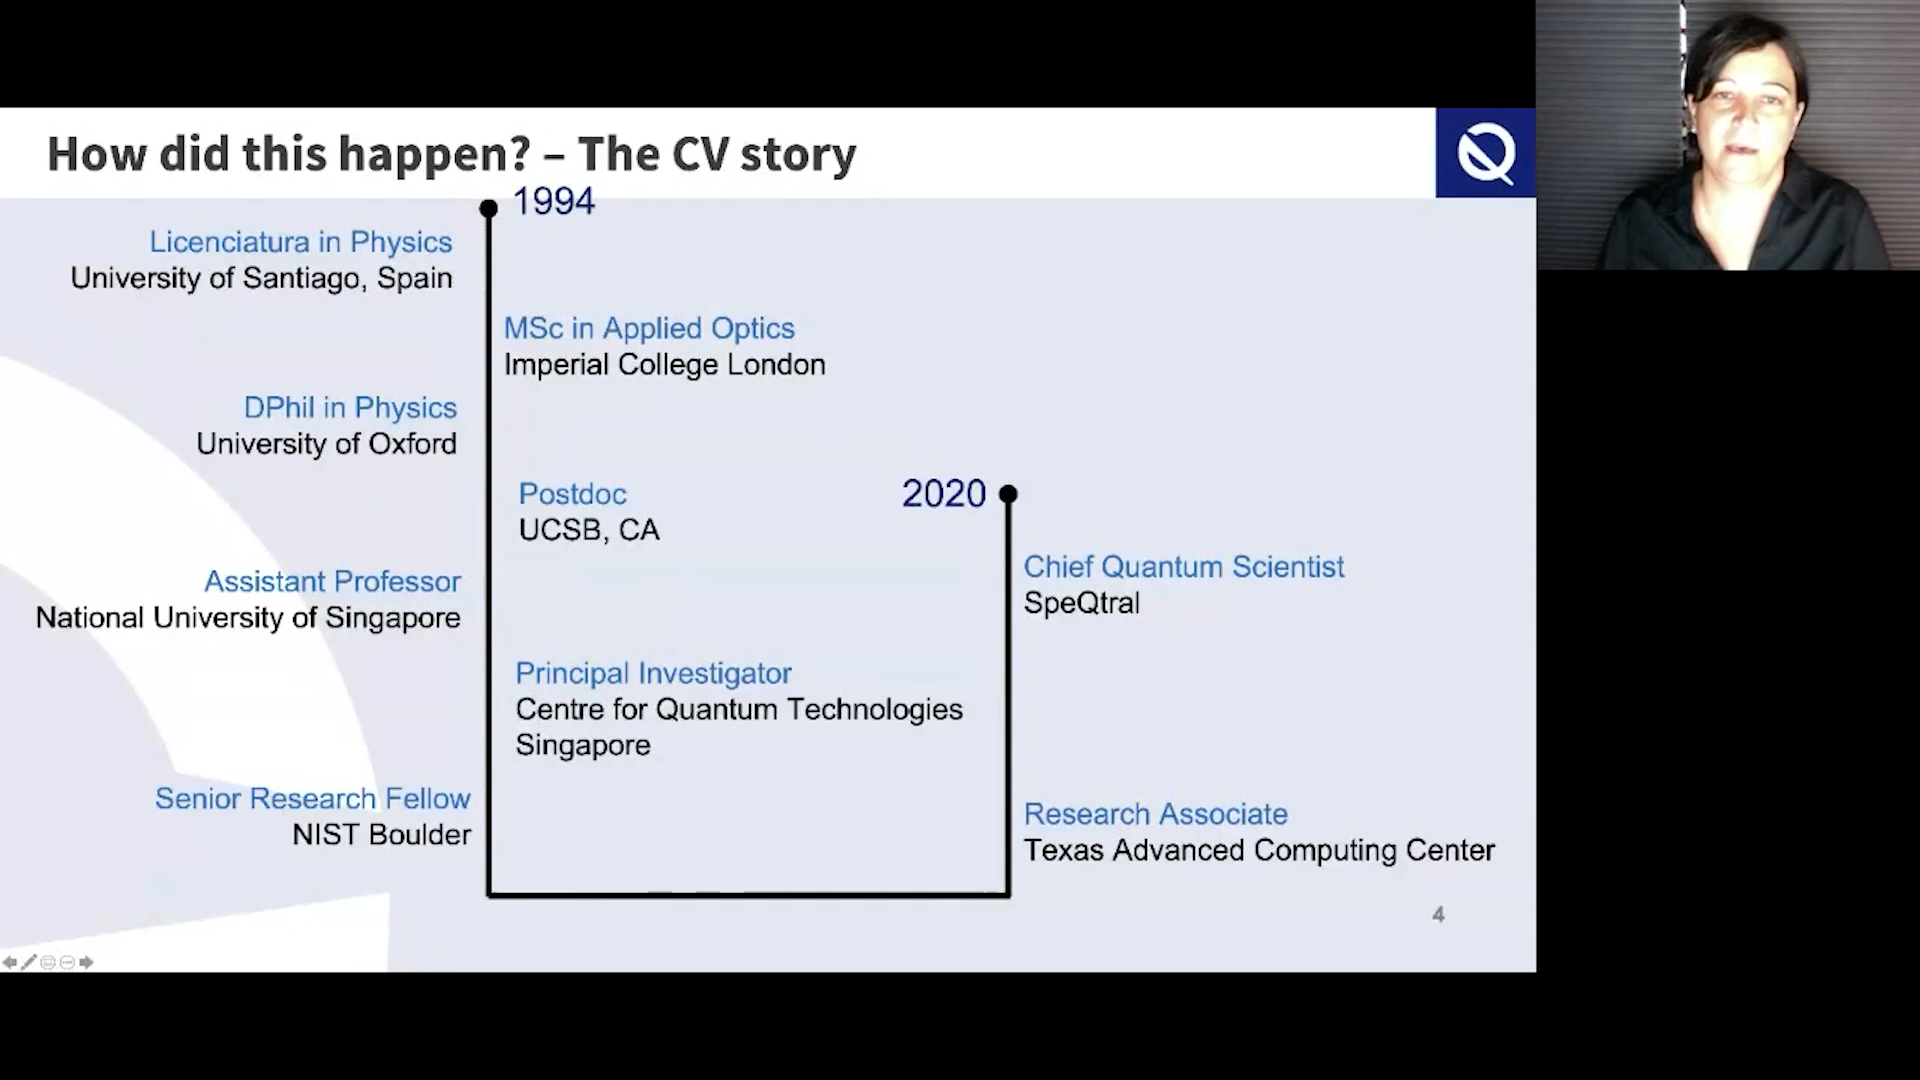 How did this happen? – The CV story
1994
Licenciatura in Physics
University of Santiago, Spain
MSc in Applied Optics
Imperial College London
DPhil in Physics
University of Oxford
Postdoc
UCSB, CA
Assistant Professor
National University of Singapore
Principal Investigator
Centre for Quantum Technologies
Singapore
Senior Research Fellow
NIST Boulder
Research Associate
Texas Advanced Computing Center
2020
Chief Quantum Scientist
SpeQtral
4